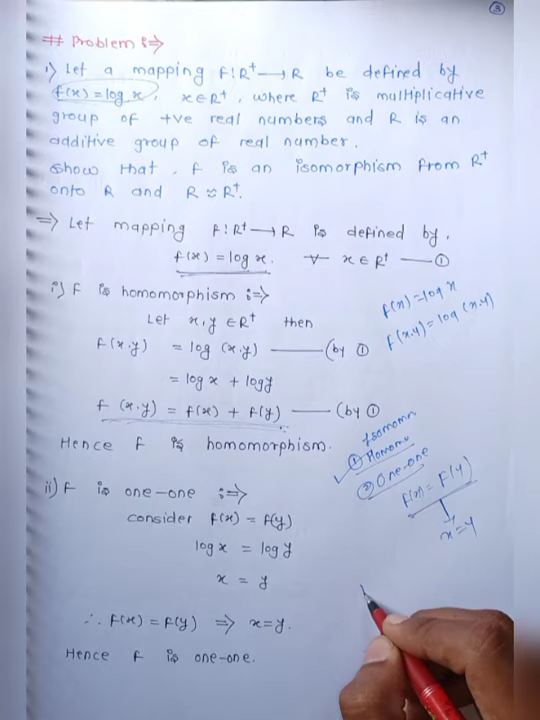 3
## Problem :⇒
1) Let a mapping f: R⁺ → R be defined by
f(x) = log x, x ∈ R⁺, where R⁺ is multiplicative
group of +ve real numbers and R is an
additive group of real number.
show that, f is an isomorphism from R⁺
onto R and R ≈ R⁺.
⇒ Let mapping f: R⁺ → R is defined by,
f(x) = log x. ∀ x ∈ R⁺ — ①
i) f is homomorphism :⇒
Let x, y ∈ R⁺ then
f(x.y) = log (x.y) — (by ①
= log x + log y
f (x.y) = f(x) + f(y) — (by ①
Hence f is homomorphism.
f(x) = log x
f(x.y) = log (x.y)
ii) f is one-one :⇒
consider f(x) = f(y)
log x = log y
x = y
∴ f(x) = f(y) ⇒ x = y.
Hence f is one-one.
Isomom
① Homomo
② One-one
f(x) = f(y)
x = y